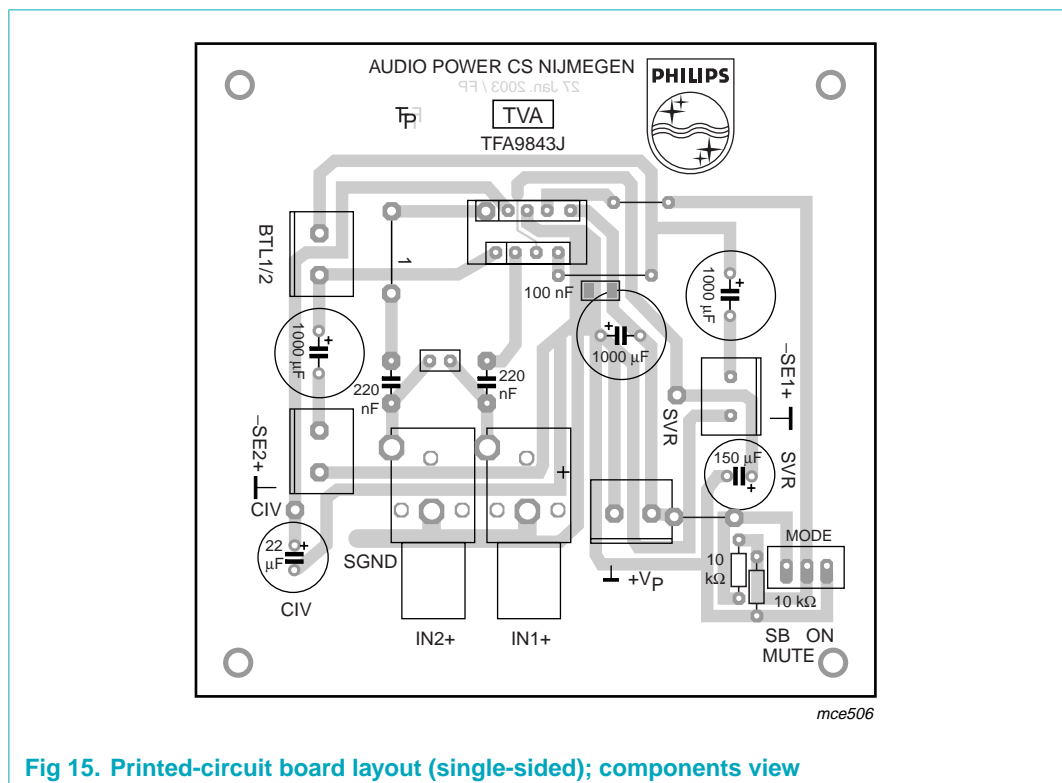 AUDIO POWER CS NIJMEGEN
PHILIPS
27 Jan. 2003 / FP
TP
TVA
TFA9843J
BTL1/2
1
100 nF
1000 µF
1000 µF
+
1000 µF
+
–SE1+
220 nF
220 nF
SVR
–SE2+
+
150 µF
+
SVR
CIV
22 µF
+
SGND
MODE
10 kΩ
+VP
10 kΩ
CIV
IN2+
IN1+
SB ON
MUTE
mce506
Fig 15. Printed-circuit board layout (single-sided); components view